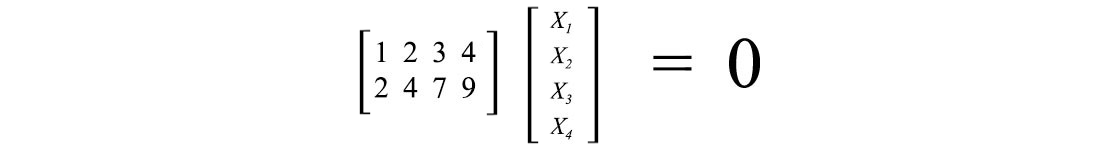 [1 2 3 4
2 4 7 9] [X₁
X₂
X₃
X₄] = 0